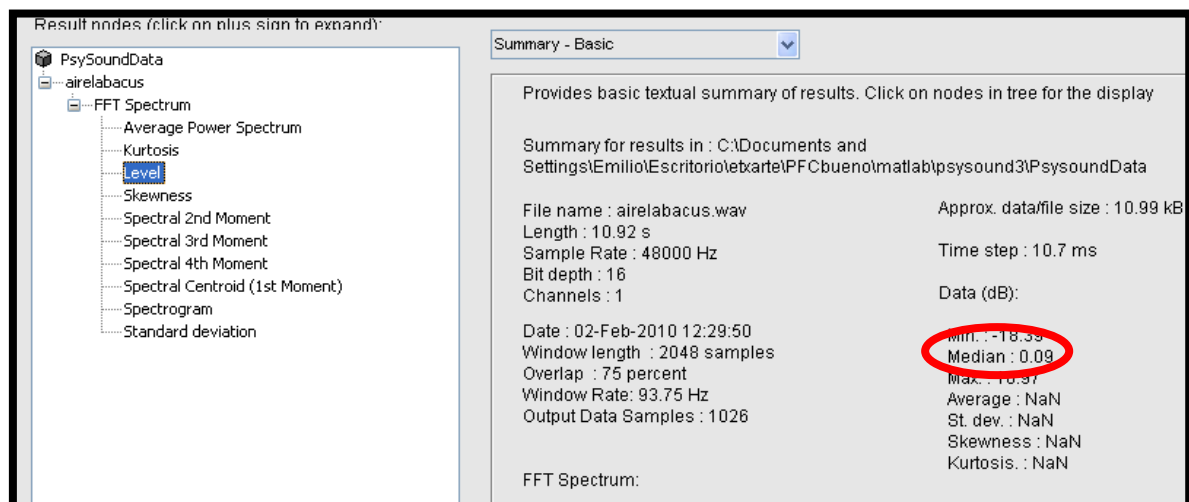 Result nodes (click on plus sign to expand):
PsySoundData
airelabacus
FFT Spectrum
Average Power Spectrum
Kurtosis
Level
Skewness
Spectral 2nd Moment
Spectral 3rd Moment
Spectral 4th Moment
Spectral Centroid (1st Moment)
Spectrogram
Standard deviation
Summary - Basic
Provides basic textual summary of results. Click on nodes in tree for the display
Summary for results in : C:\Documents and
Settings\Emilio\Escritorio\etxarte\PFCbueno\matlab\psysound3\PsysoundData
File name : airelabacus.wav
Length : 10.92 s
Sample Rate : 48000 Hz
Bit depth : 16
Channels : 1
Date : 02-Feb-2010 12:29:50
Window length : 2048 samples
Overlap : 75 percent
Window Rate: 93.75 Hz
Output Data Samples : 1026
FFT Spectrum:
Approx. data/file size : 10.99 kB
Time step : 10.7 ms
Data (dB):
Min. : -18.39
Median : 0.09
Max. : 16.97
Average : NaN
St. dev. : NaN
Skewness : NaN
Kurtosis. : NaN